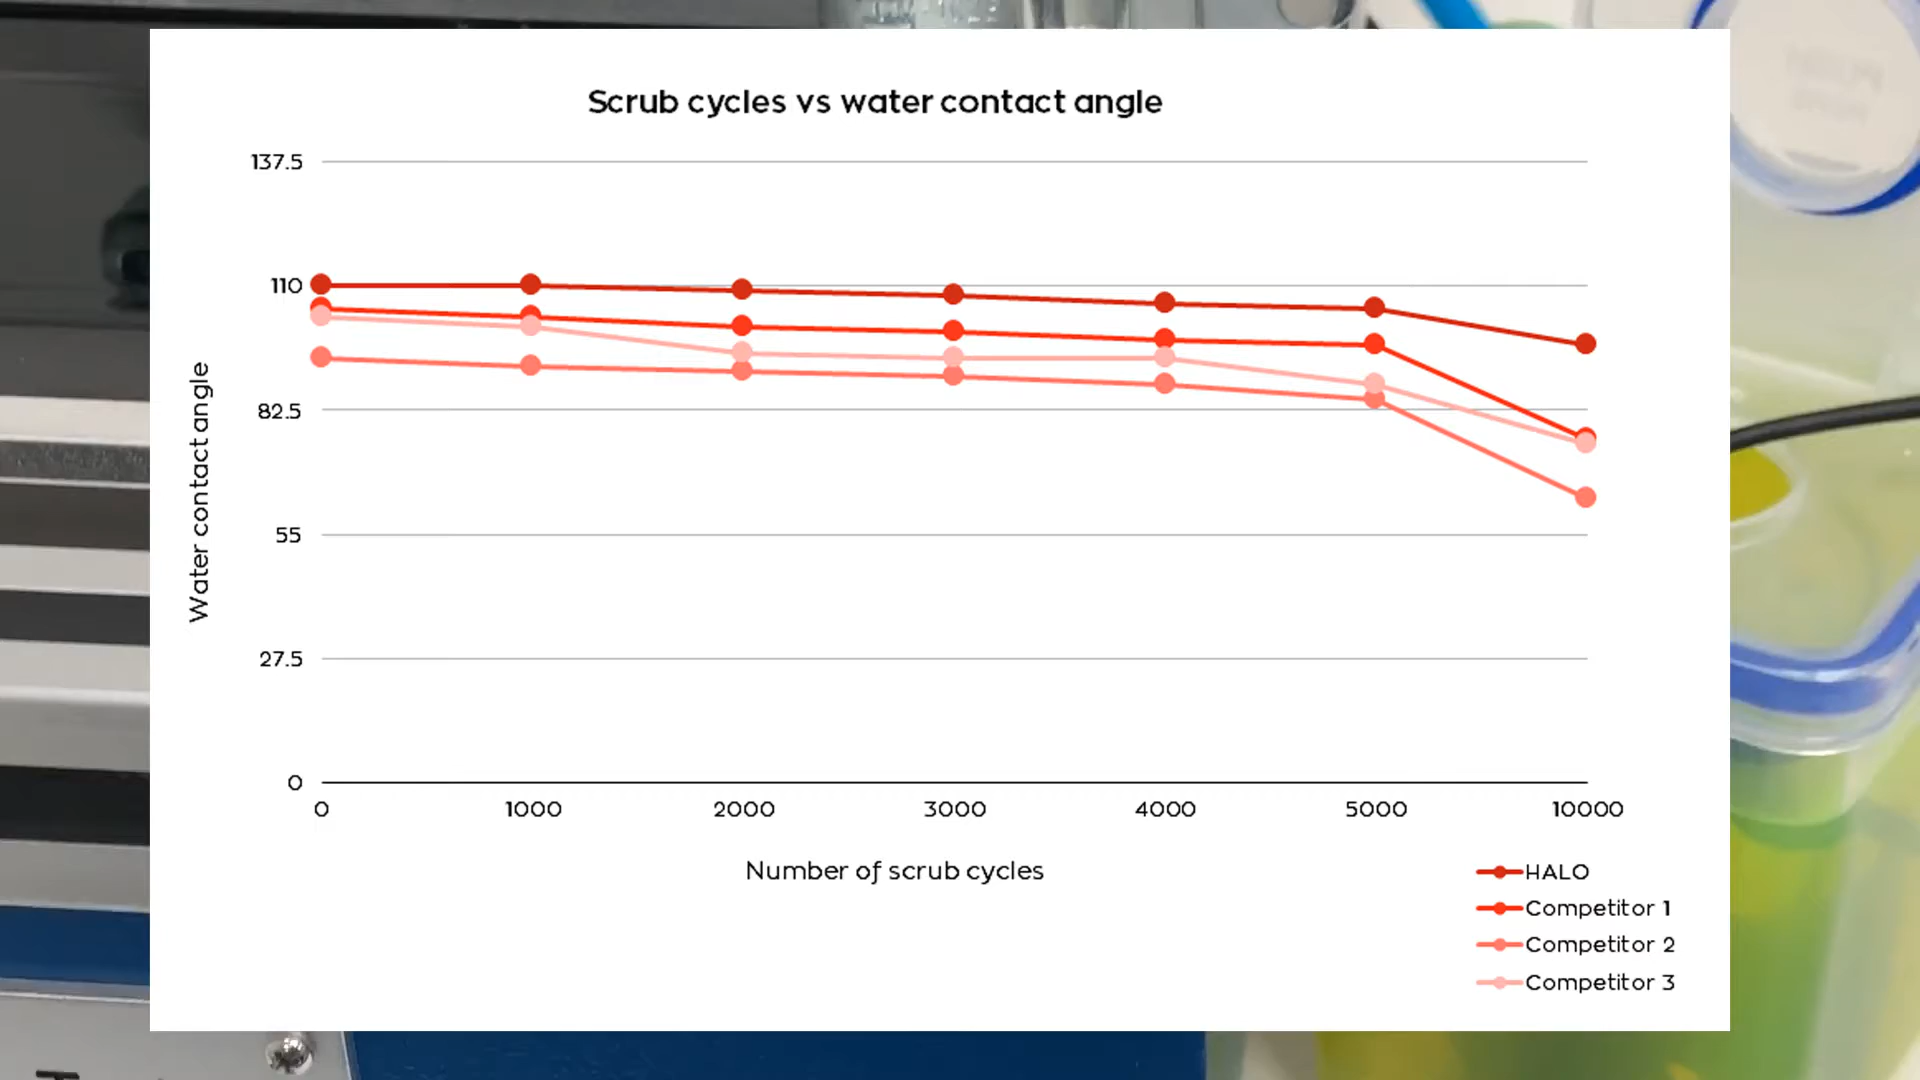 Scrub cycles vs water contact angle
137.5
110
82.5
55
27.5
0
Water contact angle
0 1000 2000 3000 4000 5000 10000
Number of scrub cycles
HALO
Competitor 1
Competitor 2
Competitor 3